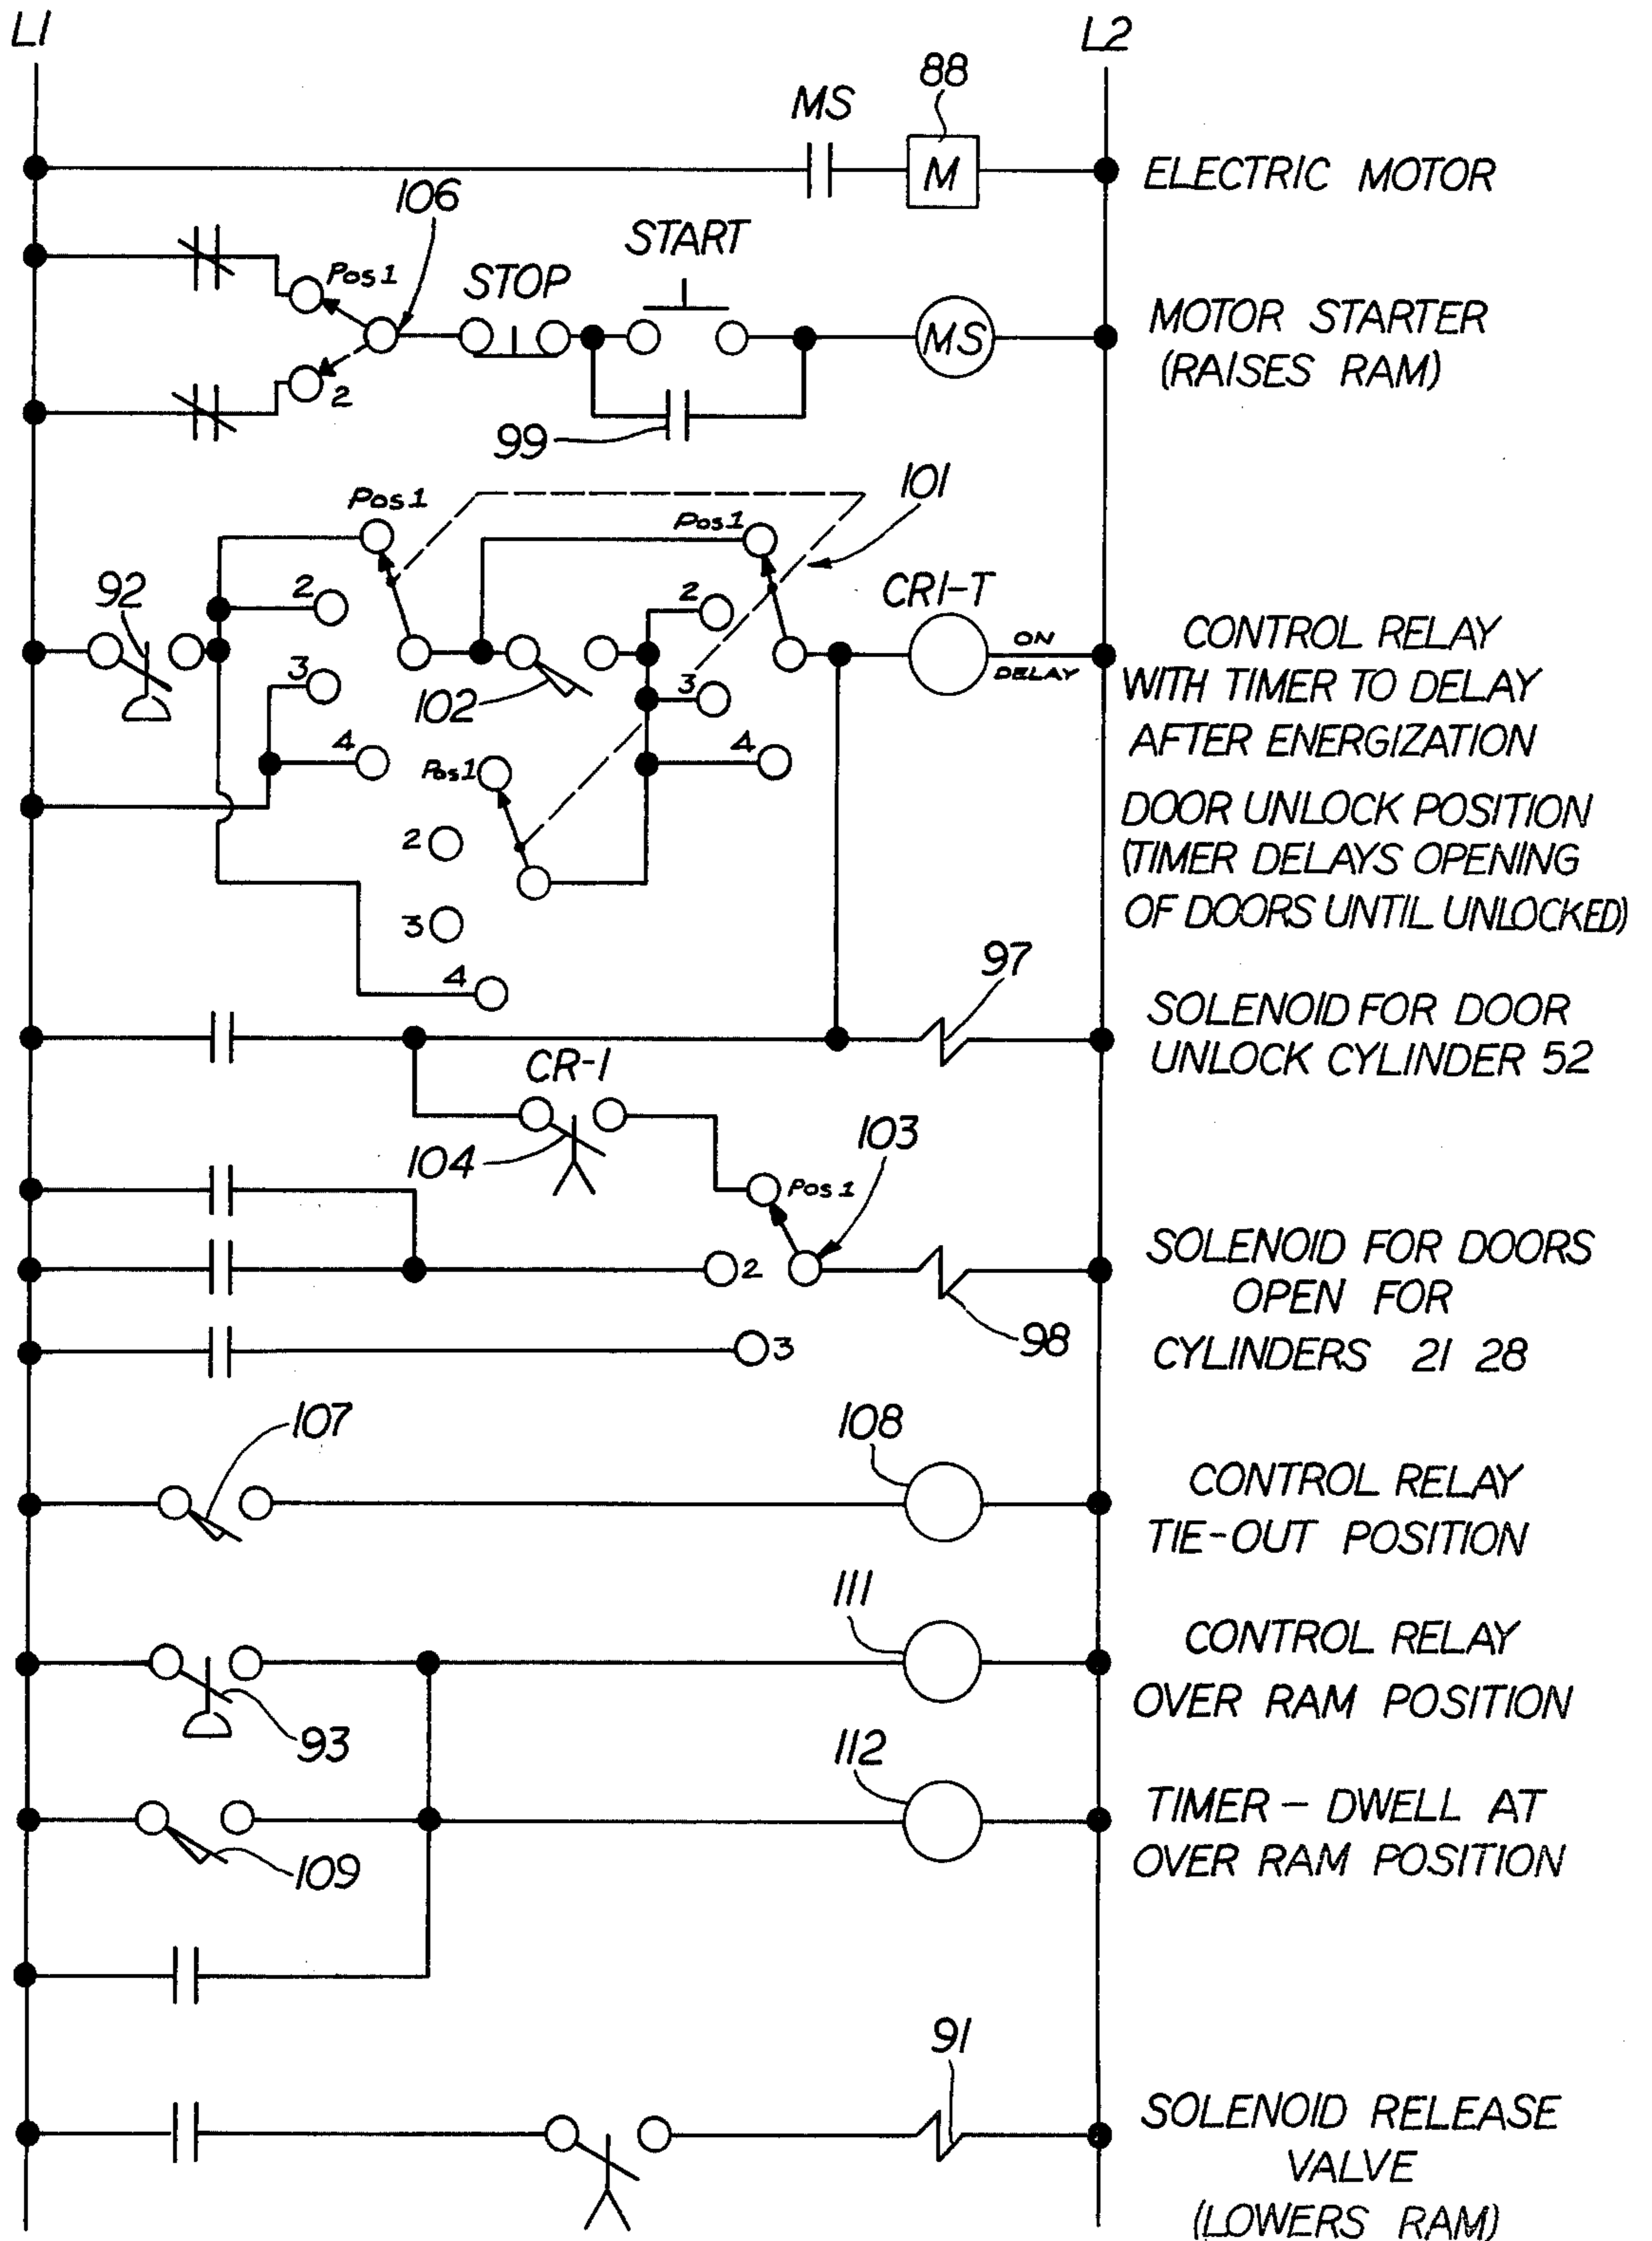 L1
L2
88
MS
M
ELECTRIC MOTOR
106
START
Pos 1
STOP
MS
MOTOR STARTER
(RAISES RAM)
2
99
101
Pos 1
Pos 1
92
2
2
CR1-T
ON
DELAY
CONTROL RELAY
WITH TIMER TO DELAY
AFTER ENERGIZATION
3
102
3
4
Pos 1
4
DOOR UNLOCK POSITION
(TIMER DELAYS OPENING
OF DOORS UNTIL UNLOCKED)
2
3
4
97
SOLENOID FOR DOOR
UNLOCK CYLINDER 52
CR-1
104
103
Pos 1
2
SOLENOID FOR DOORS
OPEN FOR
CYLINDERS 21 28
98
3
107
108
CONTROL RELAY
TIE-OUT POSITION
111
CONTROL RELAY
OVER RAM POSITION
93
112
TIMER - DWELL AT
OVER RAM POSITION
109
91
SOLENOID RELEASE
VALVE
(LOWERS RAM)